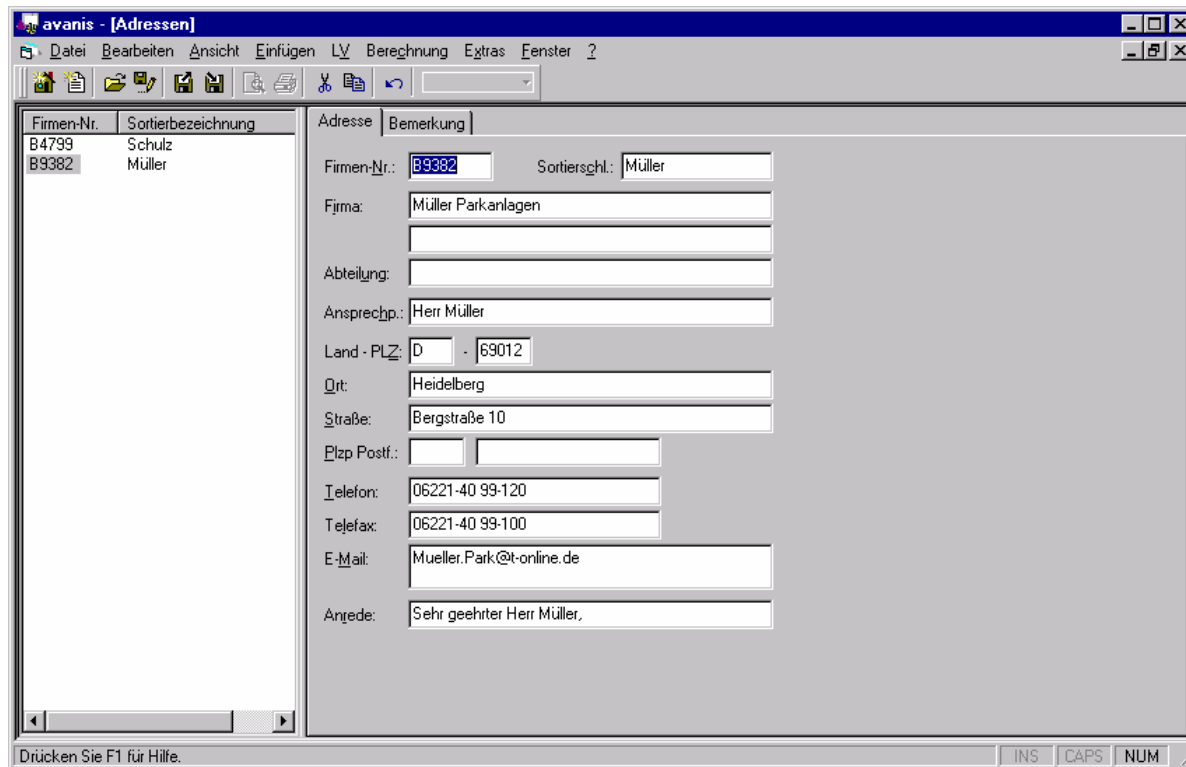 avanis - [Adressen]
Datei Bearbeiten Ansicht Einfügen LV Berechnung Extras Fenster ?
Firmen-Nr. Sortierbezeichnung
B4799 Schulz
B9382 Müller
Adresse Bemerkung
Firmen-Nr.: B9382 Sortierschl.: Müller
Firma: Müller Parkanlagen
Abteilung:
Ansprechp.: Herr Müller
Land - PLZ: D - 69012
Ort: Heidelberg
Straße: Bergstraße 10
Plzp Postf.:
Telefon: 06221-40 99-120
Telefax: 06221-40 99-100
E-Mail: Mueller.Park@t-online.de
Anrede: Sehr geehrter Herr Müller,
Drücken Sie F1 für Hilfe. INS CAPS NUM